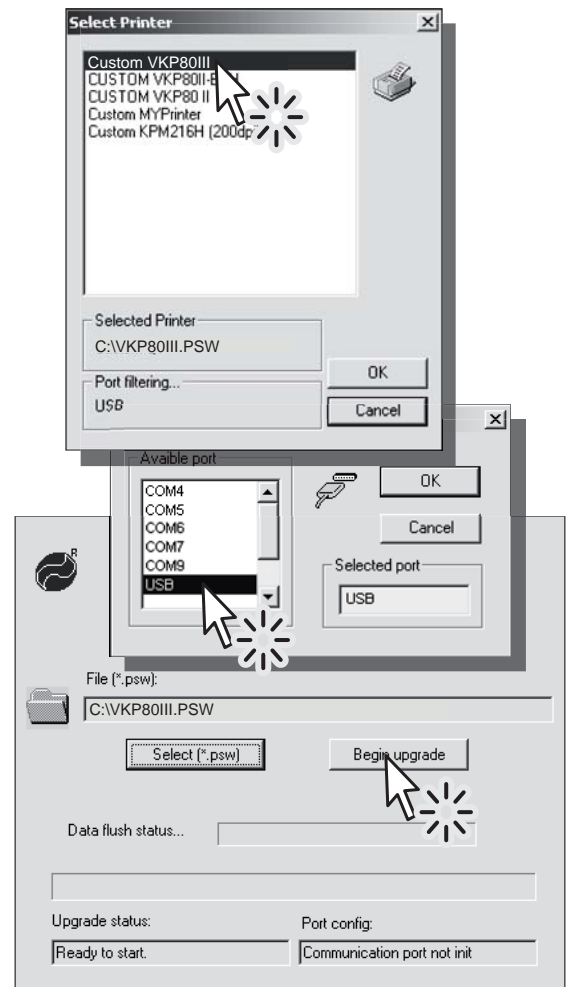 Select Printer
Custom VKP80III
CUSTOM VKP80II-
CUSTOM VKP80 II
Custom MYPrinter
Custom KPM216H (200dp
Selected Printer
C:\VKP80III.PSW
Port filtering...
USB
OK
Cancel
Avaible port
COM4
COM5
COM6
COM7
COM9
USB
OK
Cancel
Selected port
USB
R
File (*.psw):
C:\VKP80III.PSW
Select (*.psw)
Begin upgrade
Data flush status...
Upgrade status:
Port config:
Ready to start.
Communication port not init